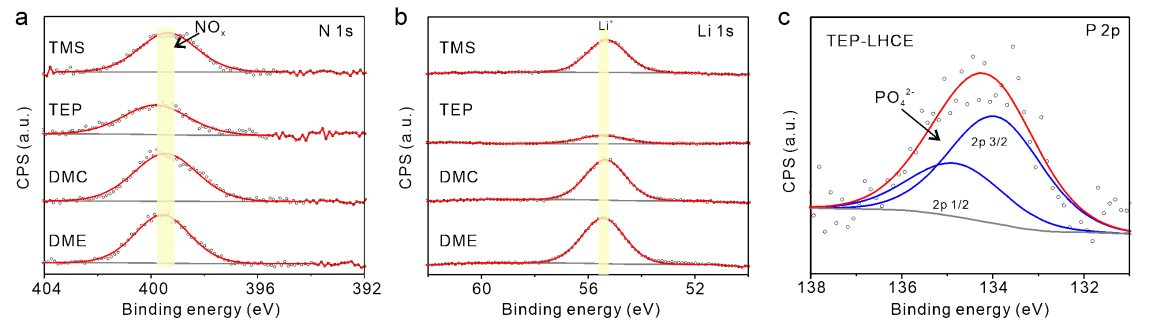 a
NOₓ
N 1s
TMS
TEP
DMC
DME
CPS (a.u.)
404 400 396 392
Binding energy (eV)
b
Li⁺
Li 1s
TMS
TEP
DMC
DME
CPS (a.u.)
60 56 52
Binding energy (eV)
c
P 2p
TEP-LHCE
PO₄²⁻
2p 3/2
2p 1/2
CPS (a.u.)
138 136 134 132
Binding energy (eV)